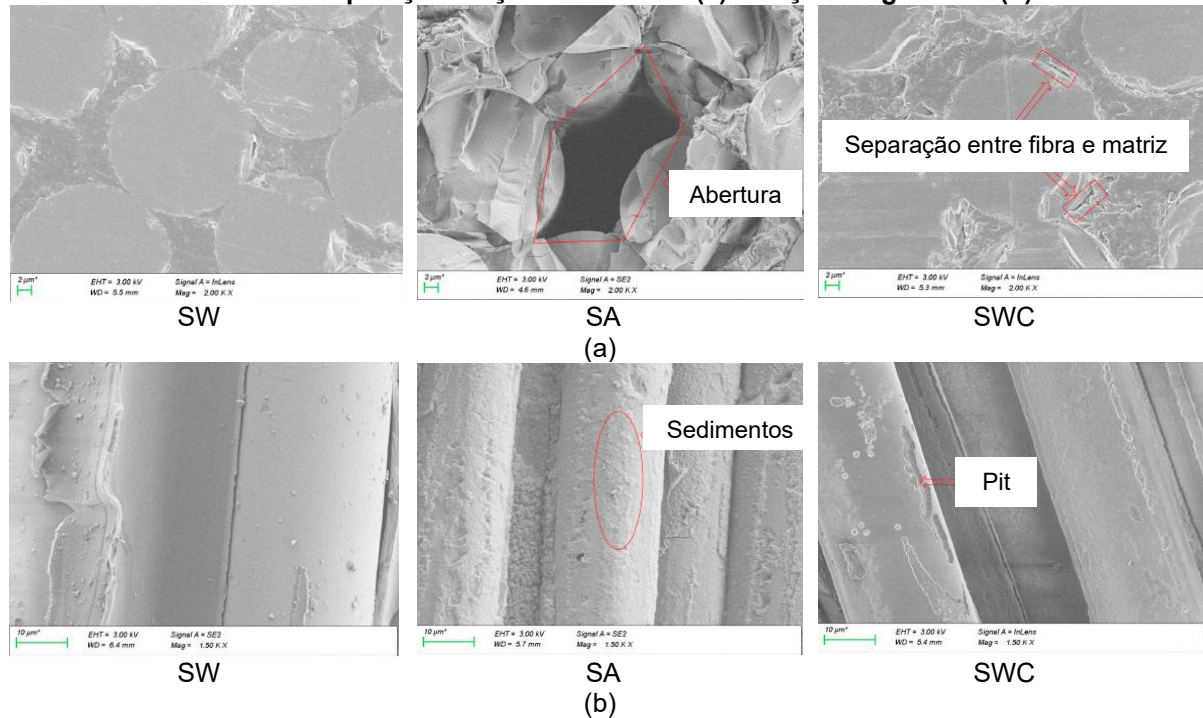 Abertura
Separação entre fibra e matriz
2 µm*
EHT = 3.00 kV
Signal A = InLens
WD = 5.5 mm
Mag = 2.00 K X
2 µm*
EHT = 3.00 kV
Signal A = SE2
WD = 4.6 mm
Mag = 2.00 K X
2 µm*
EHT = 3.00 kV
Signal A = InLens
WD = 5.3 mm
Mag = 2.00 K X
SW
SA
SWC
(a)
Sedimentos
Pit
10 µm*
EHT = 3.00 kV
Signal A = SE2
WD = 6.4 mm
Mag = 1.50 K X
10 µm*
EHT = 3.00 kV
Signal A = SE2
WD = 5.7 mm
Mag = 1.50 K X
10 µm*
EHT = 3.00 kV
Signal A = InLens
WD = 5.4 mm
Mag = 1.50 K X
SW
SA
SWC
(b)